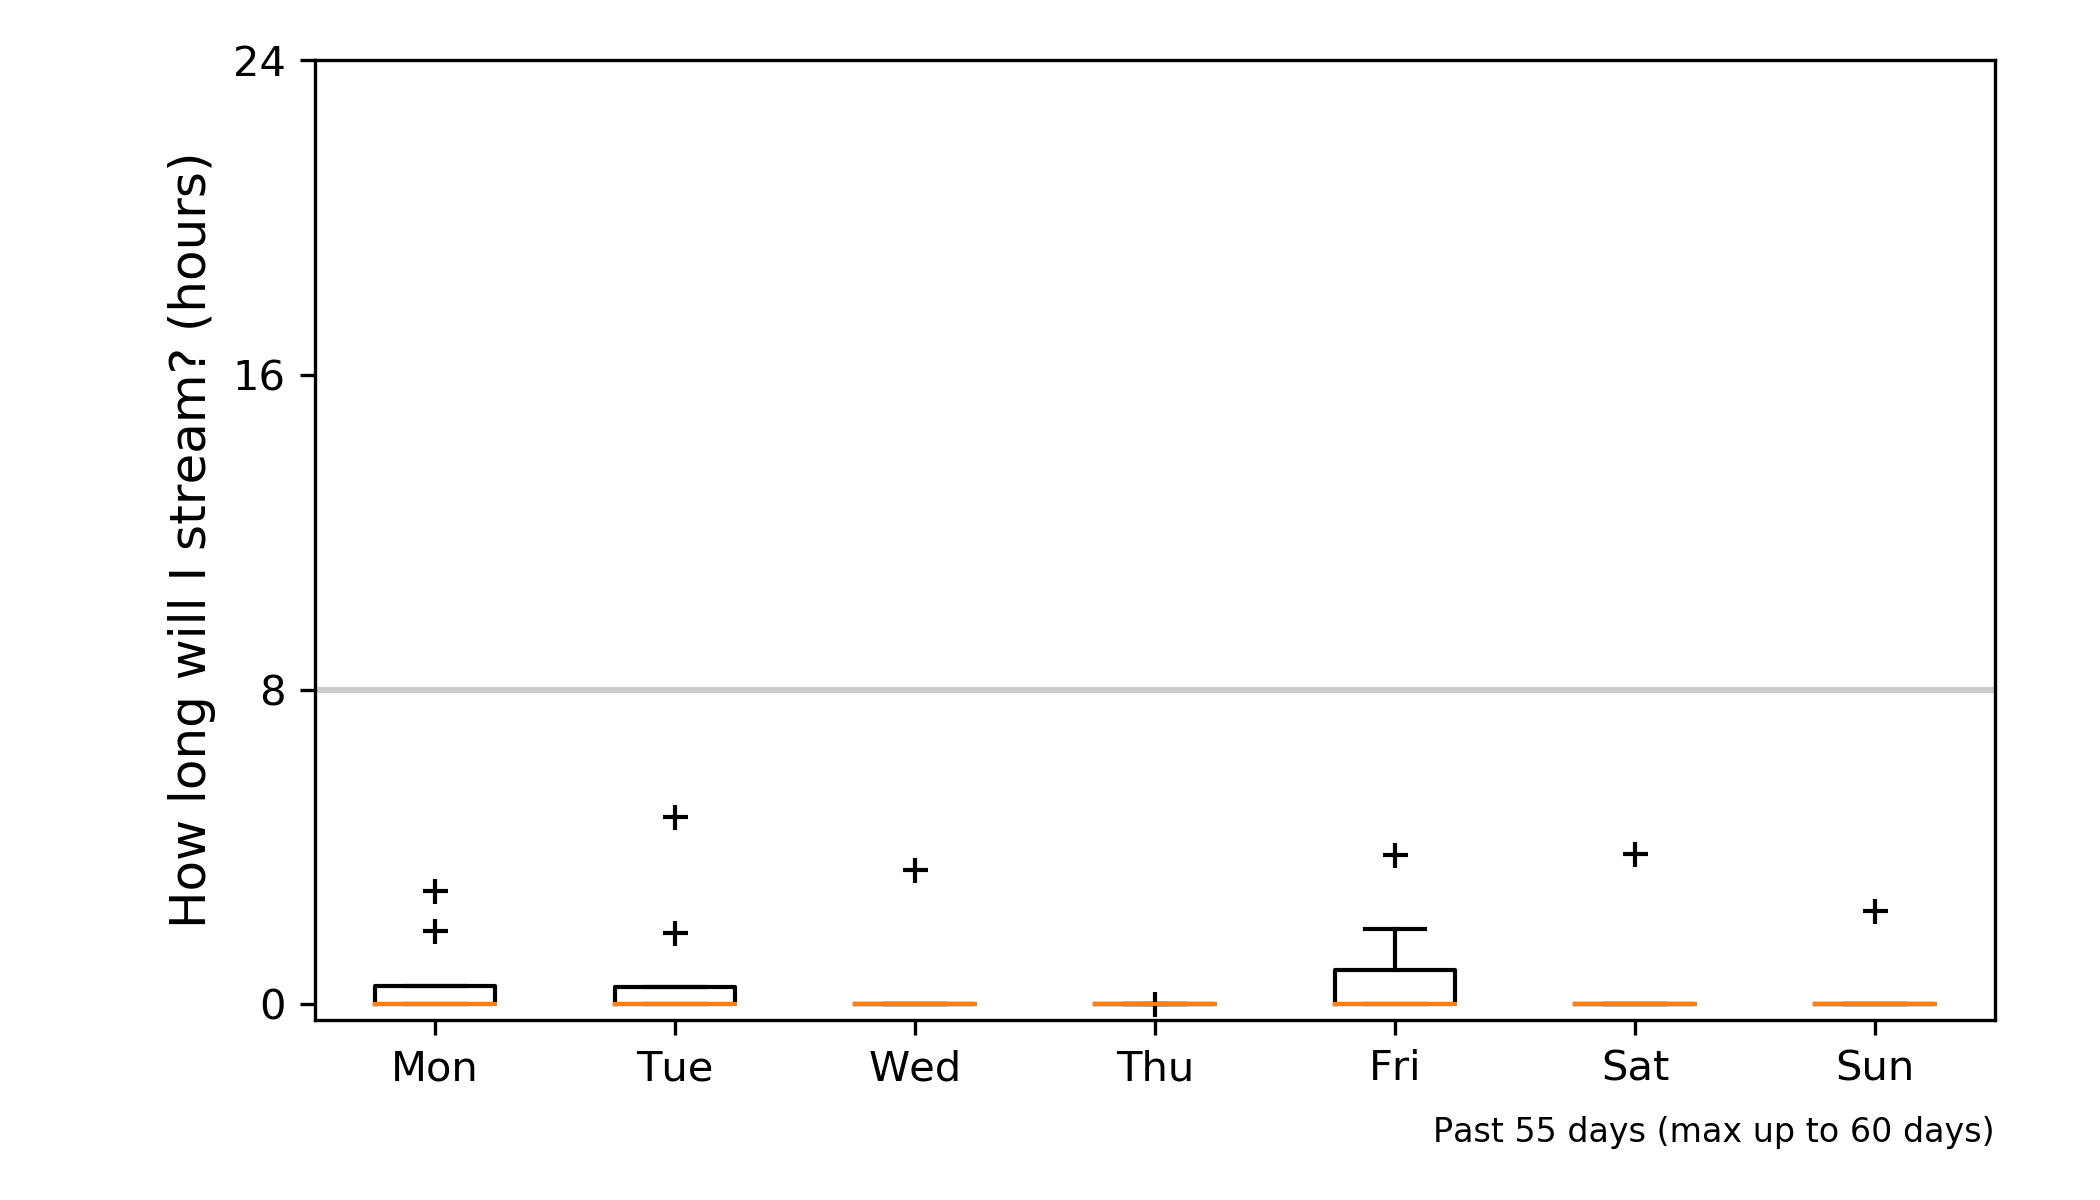 How long will I stream? (hours)
24
16
8
0
Mon Tue Wed Thu Fri Sat Sun
Past 55 days (max up to 60 days)